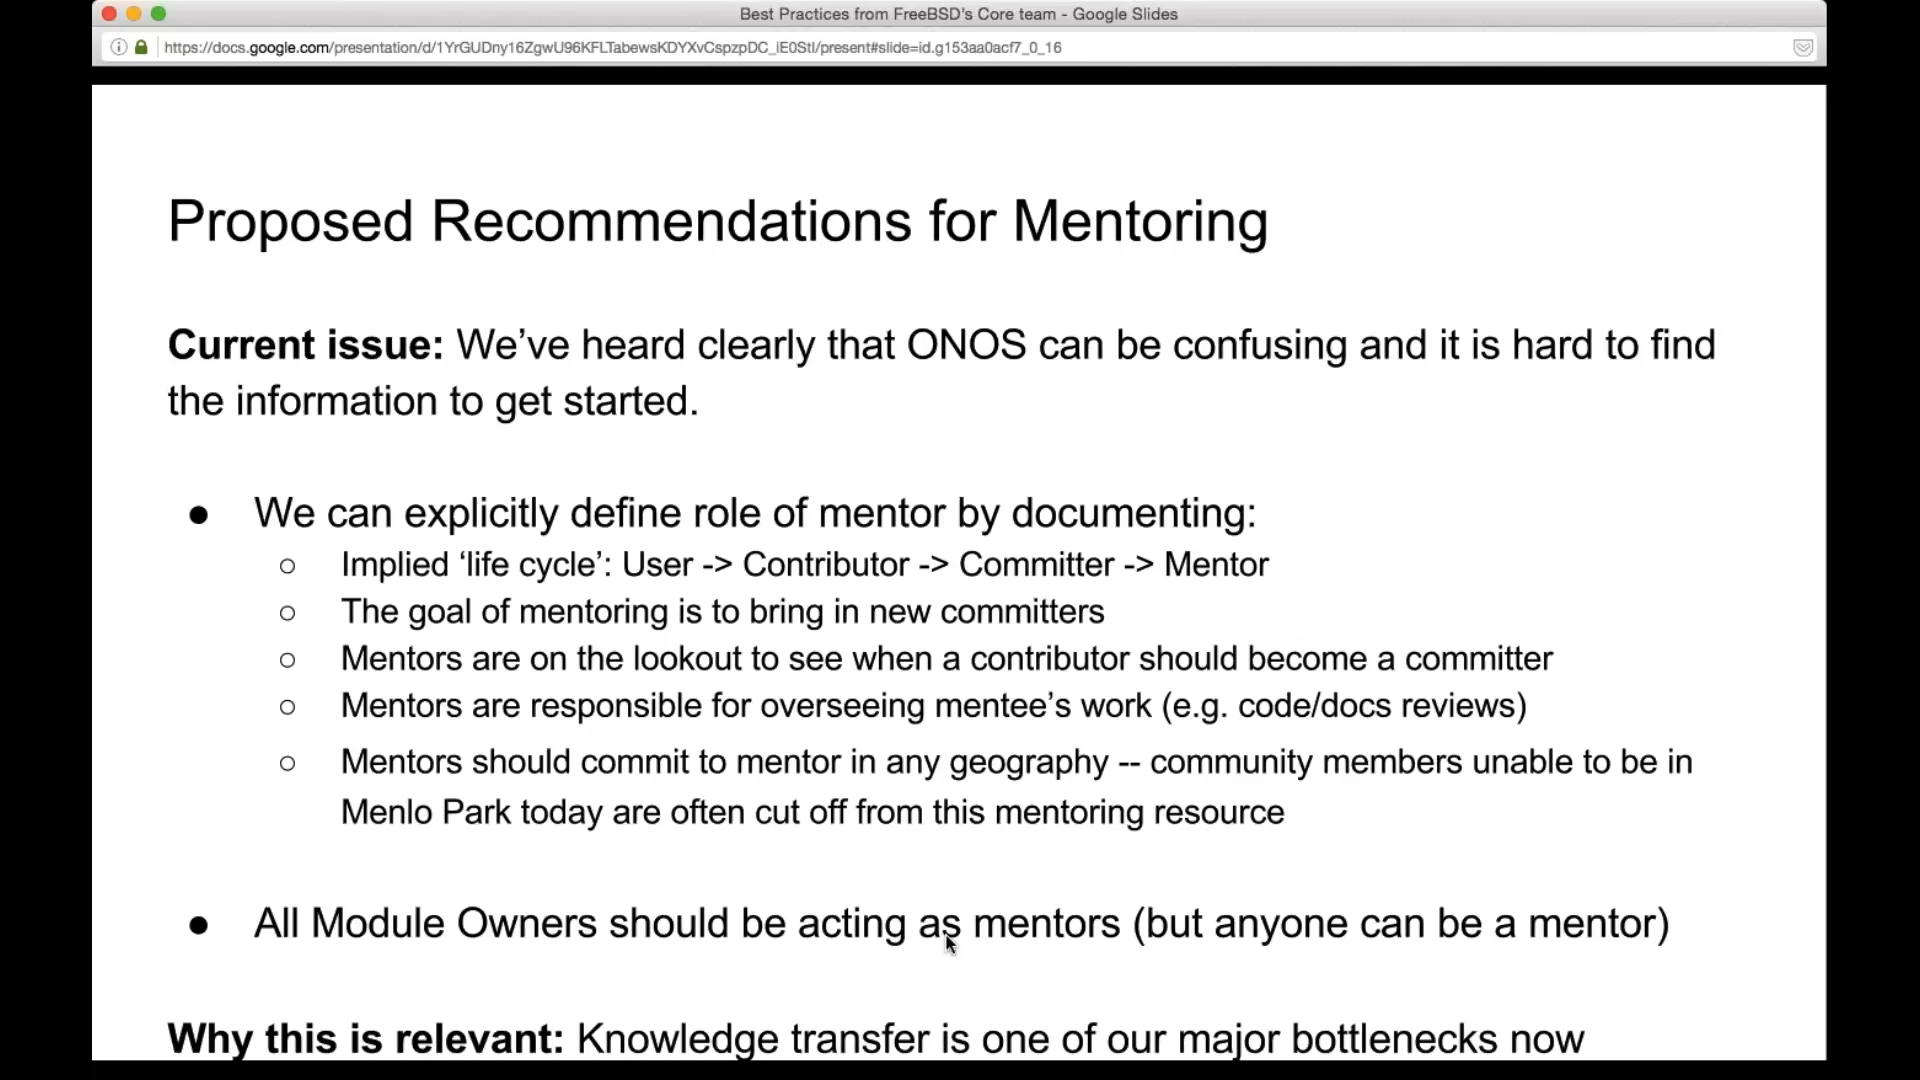 Best Practices from FreeBSD's Core team - Google Slides
https://docs.google.com/presentation/d/1YrGUDny16ZgwU96KFLTabewsKDYXvCspzpDC_iE0StI/present#slide=id.g153aa0acf7_0_16
Proposed Recommendations for Mentoring
Current issue: We’ve heard clearly that ONOS can be confusing and it is hard to find
the information to get started.
● We can explicitly define role of mentor by documenting:
○ Implied ‘life cycle’: User -> Contributor -> Committer -> Mentor
○ The goal of mentoring is to bring in new committers
○ Mentors are on the lookout to see when a contributor should become a committer
○ Mentors are responsible for overseeing mentee’s work (e.g. code/docs reviews)
○ Mentors should commit to mentor in any geography -- community members unable to be in
Menlo Park today are often cut off from this mentoring resource
● All Module Owners should be acting as mentors (but anyone can be a mentor)
Why this is relevant: Knowledge transfer is one of our major bottlenecks now